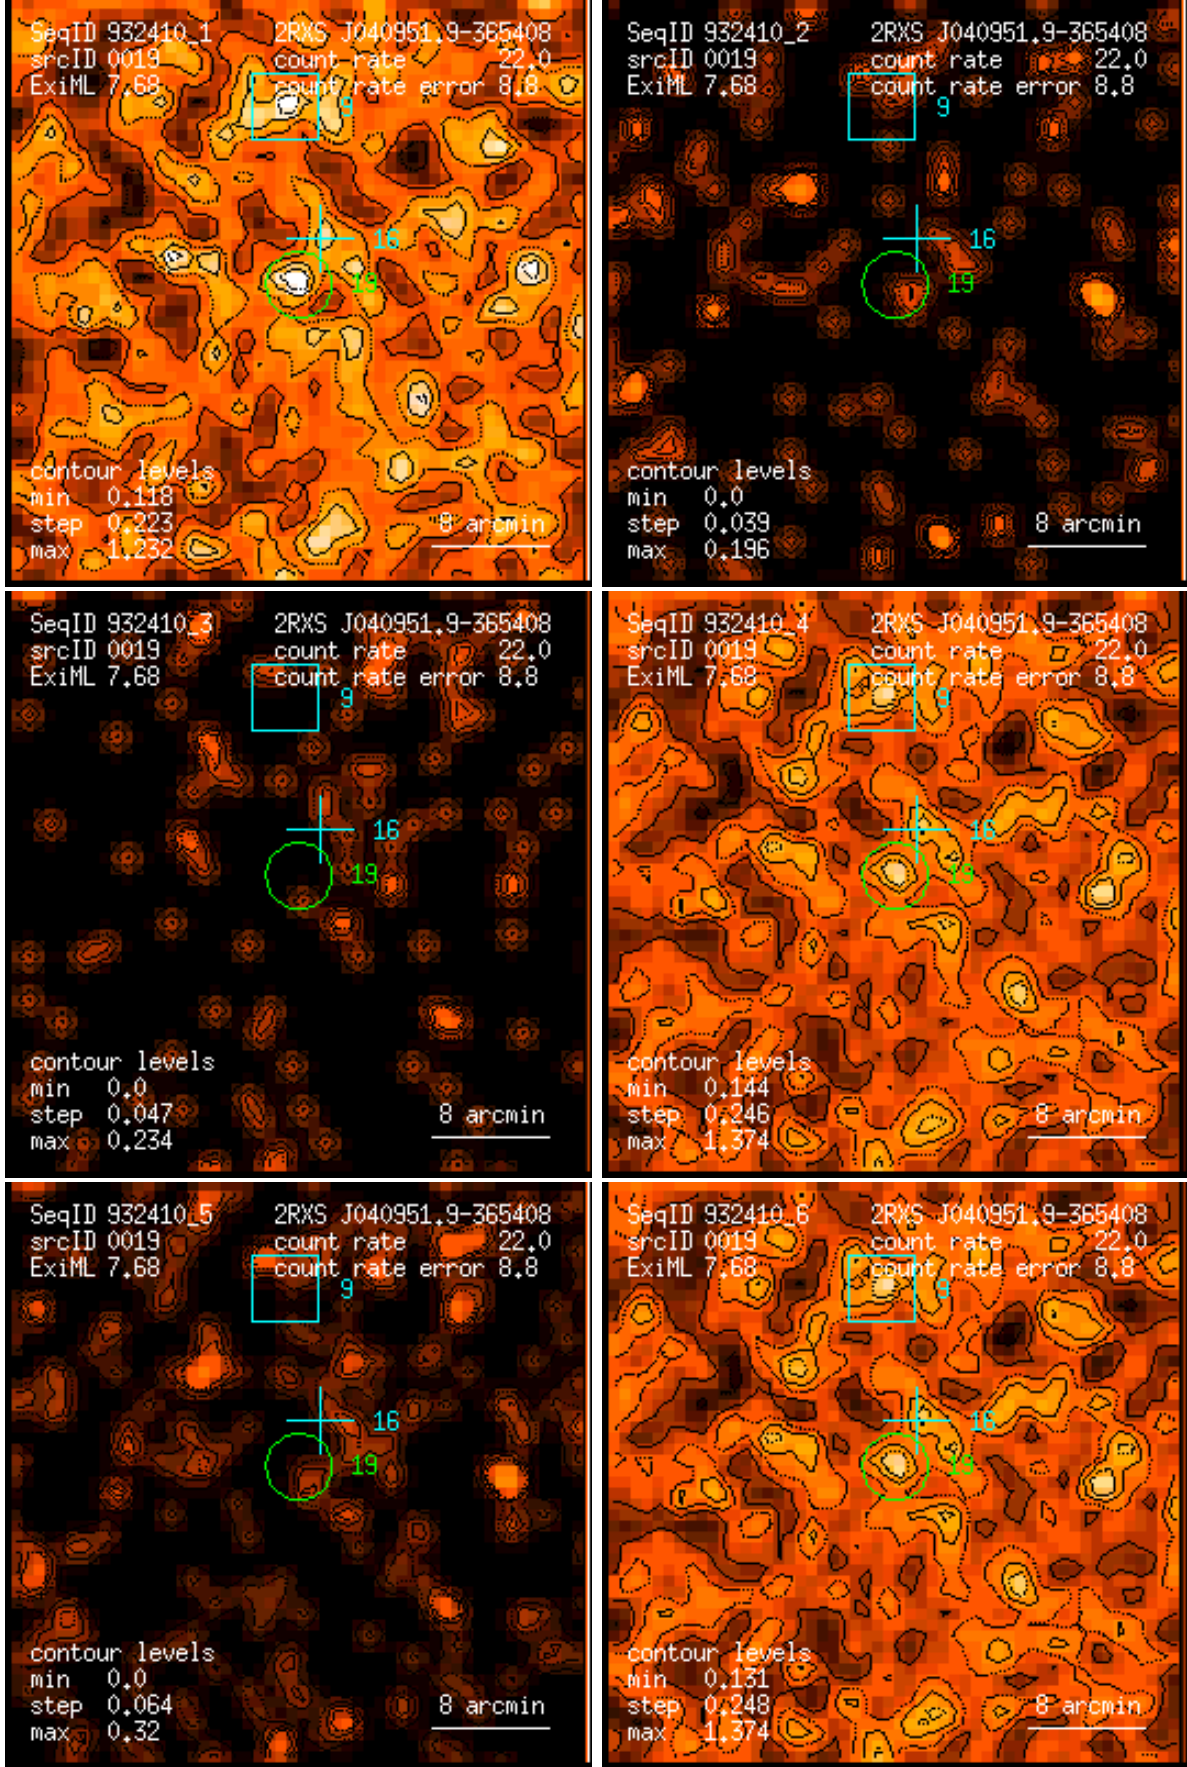 SeqID 932410_1 2RXS J040951.9-365408
srcID 0019 count rate 22.0
ExiML 7.68 count rate error 8.8
9
16
19
contour levels
min 0.118
step 0.223 8 arcmin
max 1.232
SeqID 932410_2 2RXS J040951.9-365408
srcID 0019 count rate 22.0
ExiML 7.68 count rate error 8.8
9
16
19
contour levels
min 0.0
step 0.039 8 arcmin
max 0.196
SeqID 932410_3 2RXS J040951.9-365408
srcID 0019 count rate 22.0
ExiML 7.68 count rate error 8.8
9
16
19
contour levels
min 0.0
step 0.047 8 arcmin
max 0.234
SeqID 932410_4 2RXS J040951.9-365408
srcID 0019 count rate 22.0
ExiML 7.68 count rate error 8.8
9
16
19
contour levels
min 0.144
step 0.246 8 arcmin
max 1.374
SeqID 932410_5 2RXS J040951.9-365408
srcID 0019 count rate 22.0
ExiML 7.68 count rate error 8.8
9
16
19
contour levels
min 0.0
step 0.064 8 arcmin
max 0.32
SeqID 932410_6 2RXS J040951.9-365408
srcID 0019 count rate 22.0
ExiML 7.68 count rate error 8.8
9
16
19
contour levels
min 0.131
step 0.248 8 arcmin
max 1.374